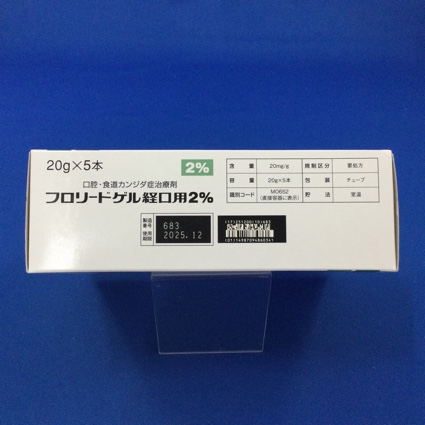 20g×5本
2%
口腔・食道カンジダ症治療剤
フロリードゲル経口用2%
含量 20mg/g 規制区分 要処方
容量 20g×5本 包装 チューブ
識別コード MO652（直接容器に表示） 貯法 室温
製造番号 683
使用期限 2025.12